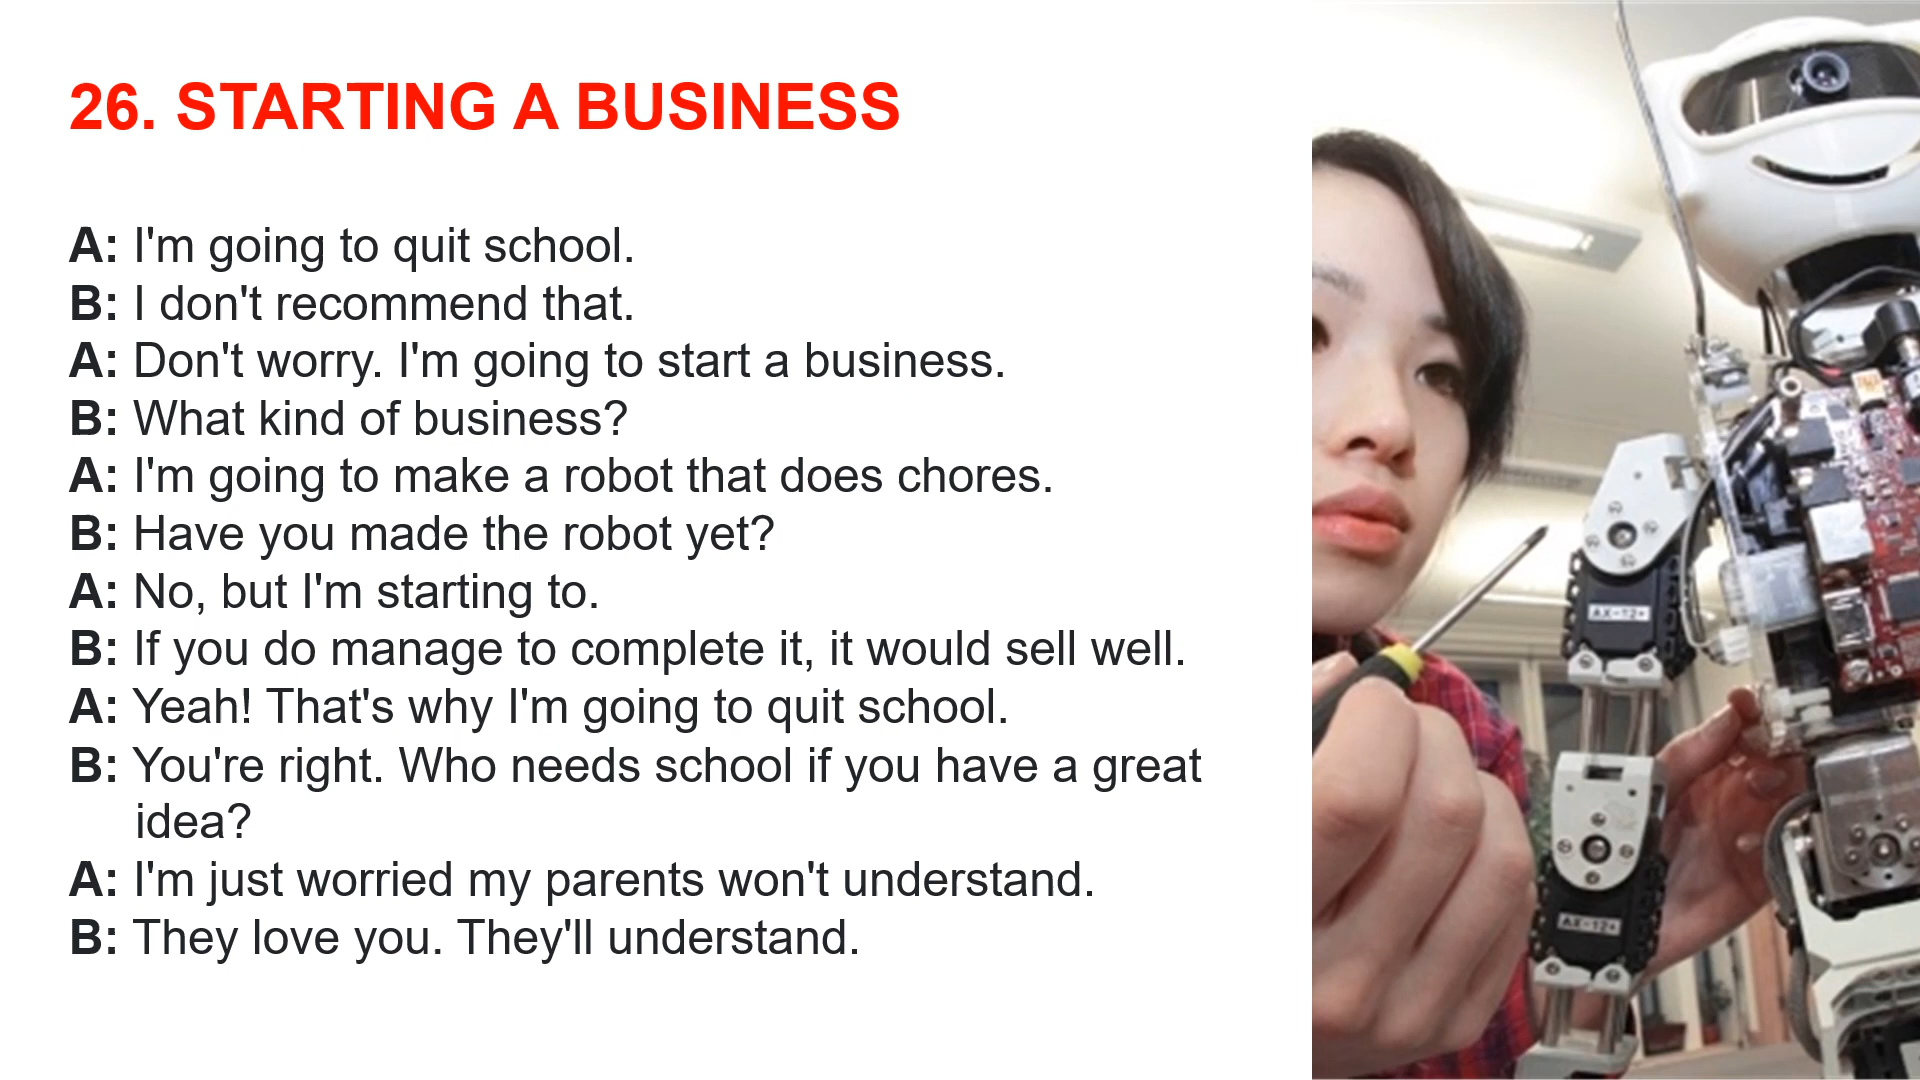 26. STARTING A BUSINESS
A: I'm going to quit school.
B: I don't recommend that.
A: Don't worry. I'm going to start a business.
B: What kind of business?
A: I'm going to make a robot that does chores.
B: Have you made the robot yet?
A: No, but I'm starting to.
B: If you do manage to complete it, it would sell well.
A: Yeah! That's why I'm going to quit school.
B: You're right. Who needs school if you have a great
idea?
A: I'm just worried my parents won't understand.
B: They love you. They'll understand.
AX-12+
AX-12+